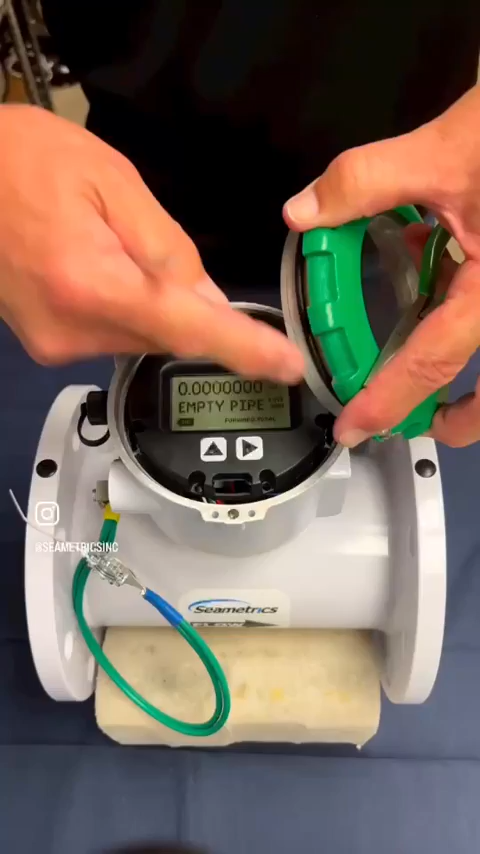 0.0000000
EMPTY PIPE
FORWARD TOTAL
@SEAMETRICSINC
Seametrics
FLOW